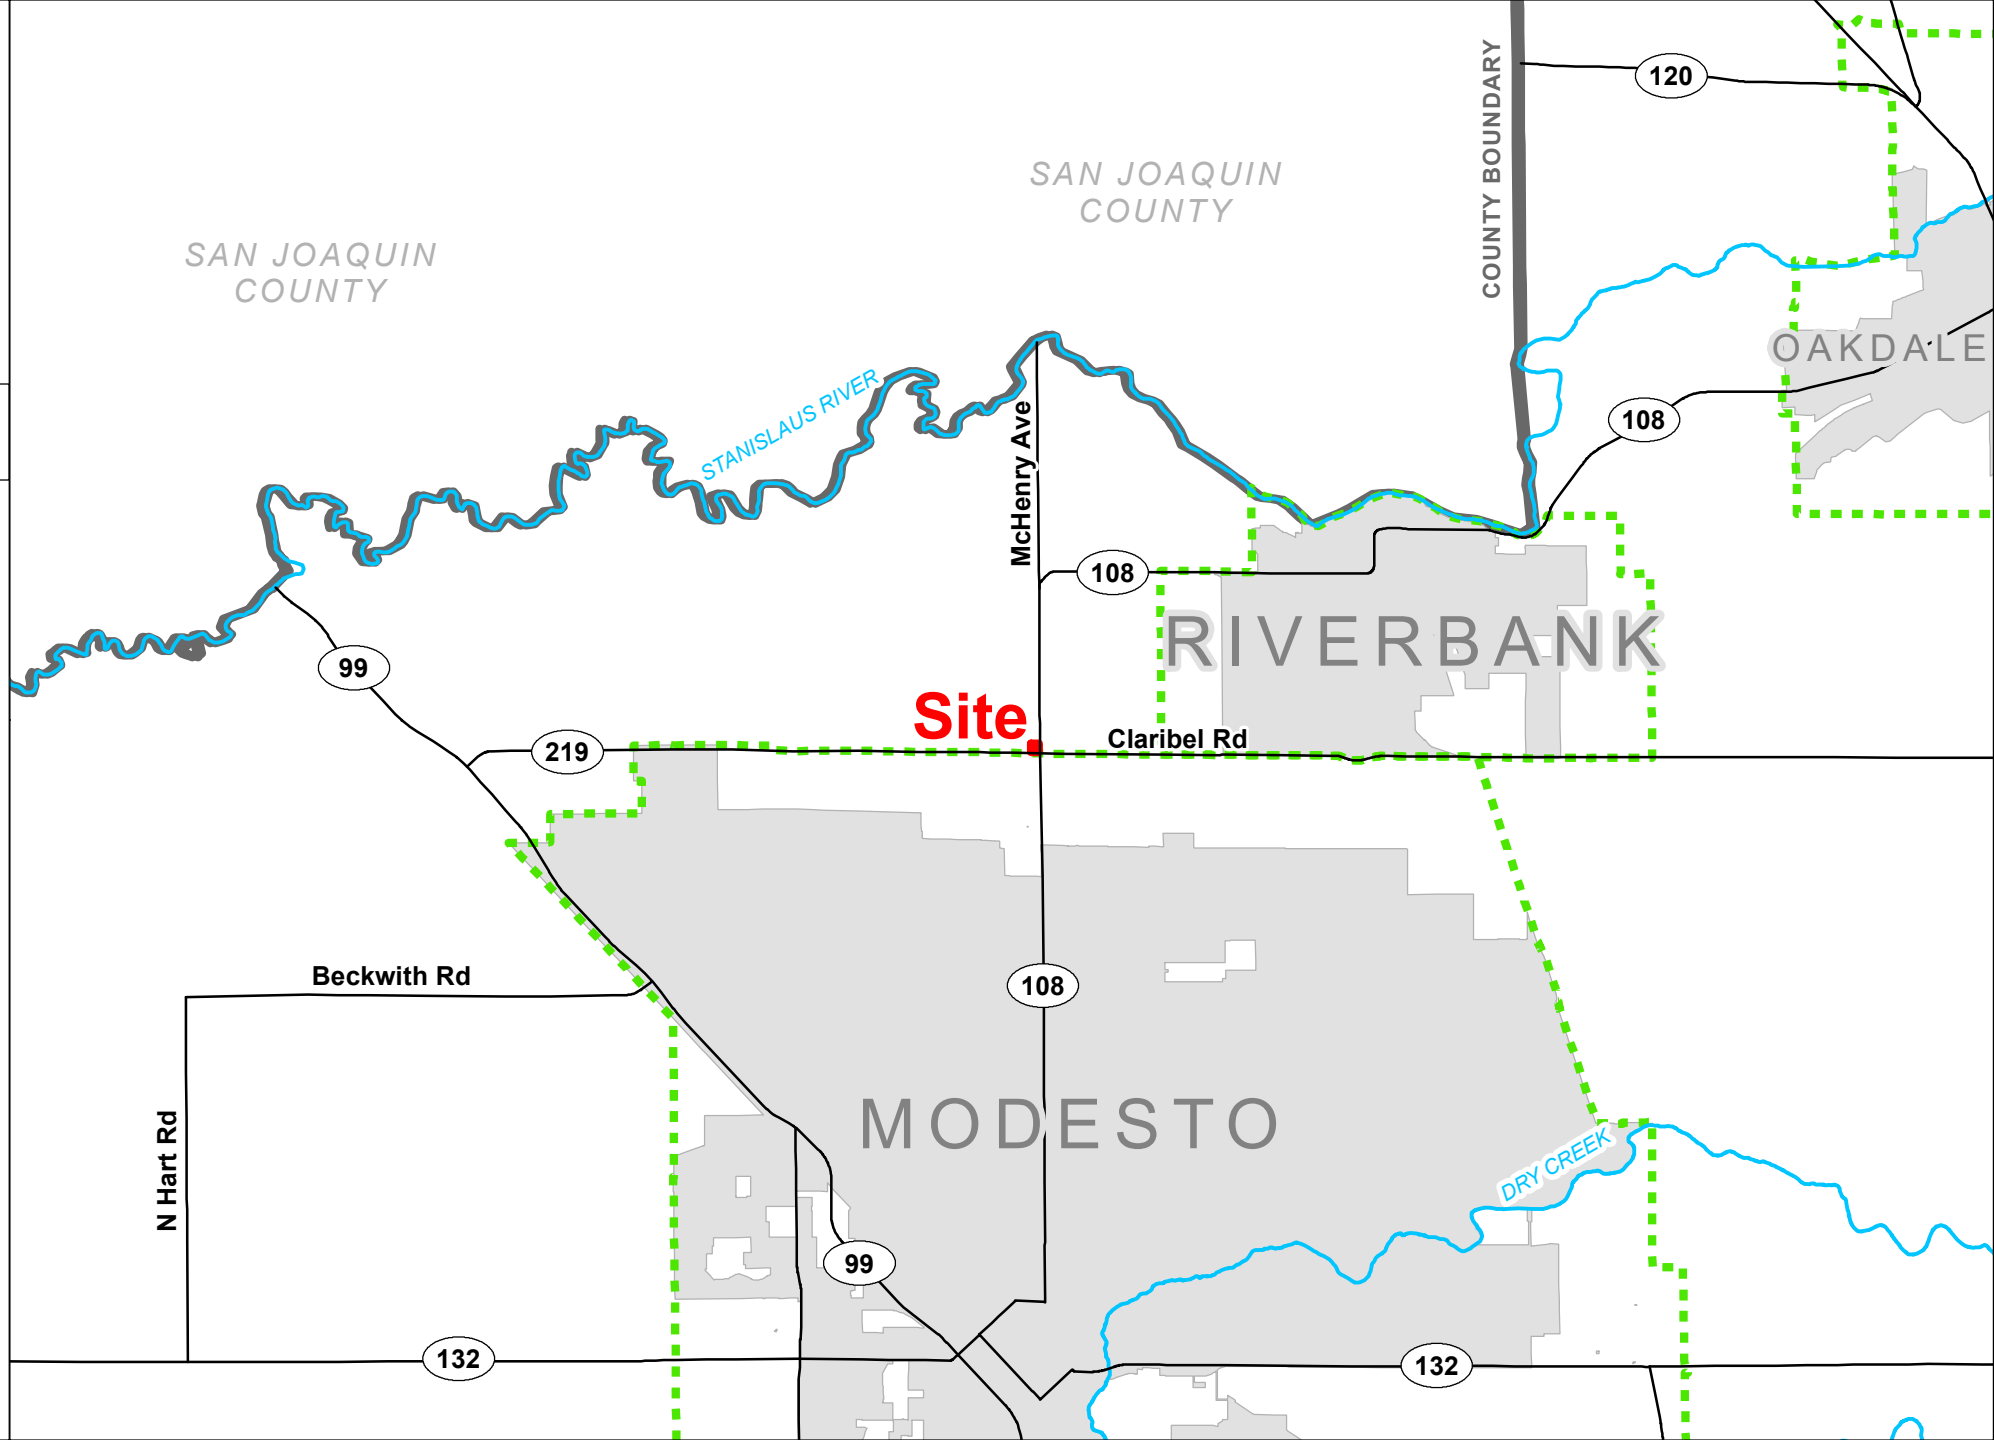 COUNTY BOUNDARY
120
SAN JOAQUIN
COUNTY
SAN JOAQUIN
COUNTY
OAKDALE
STANISLAUS RIVER
McHenry Ave
108
108
RIVERBANK
99
Site
219
Claribel Rd
Beckwith Rd
108
MODESTO
N Hart Rd
DRY CREEK
99
132
132